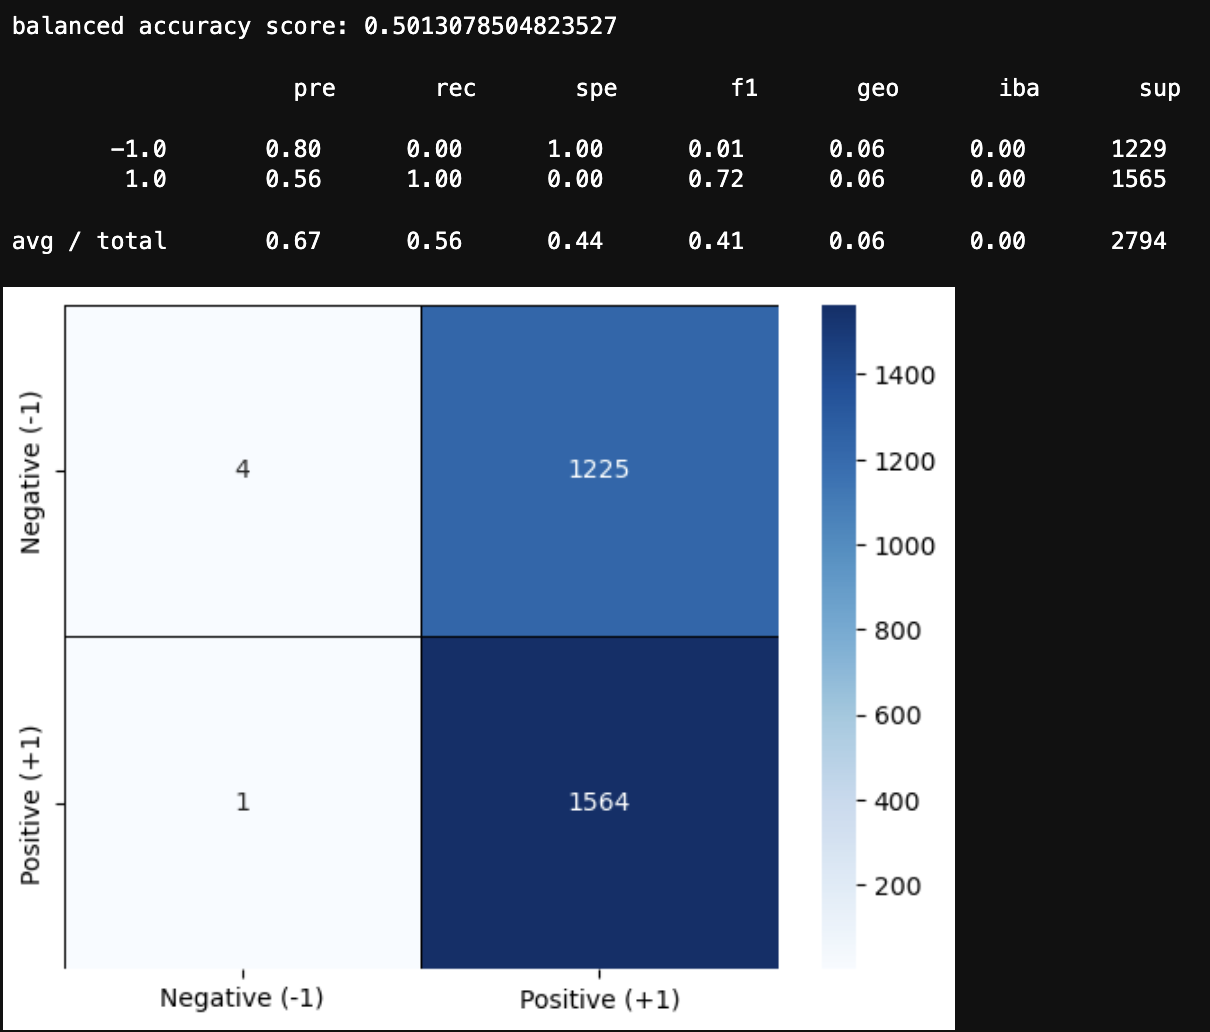 balanced accuracy score: 0.5013078504823527
pre rec spe f1 geo iba sup
-1.0 0.80 0.00 1.00 0.01 0.06 0.00 1229
1.0 0.56 1.00 0.00 0.72 0.06 0.00 1565
avg / total 0.67 0.56 0.44 0.41 0.06 0.00 2794
Negative (-1)
4 1225
Positive (+1)
1 1564
Negative (-1) Positive (+1)
1400
1200
1000
800
600
400
200